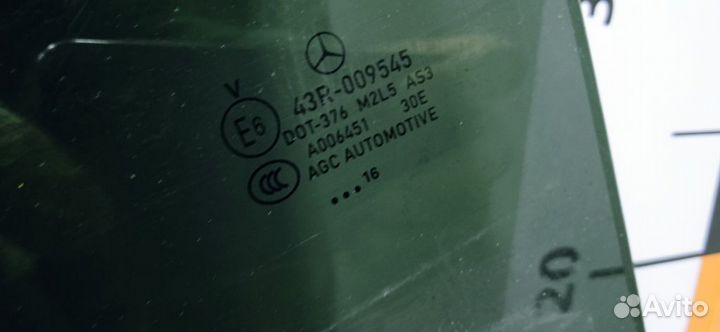 V
E6
43R-009545
DOT-376 M2L5 AS3
A006451 30E
AGC AUTOMOTIVE
CCC
...16
20
Avito